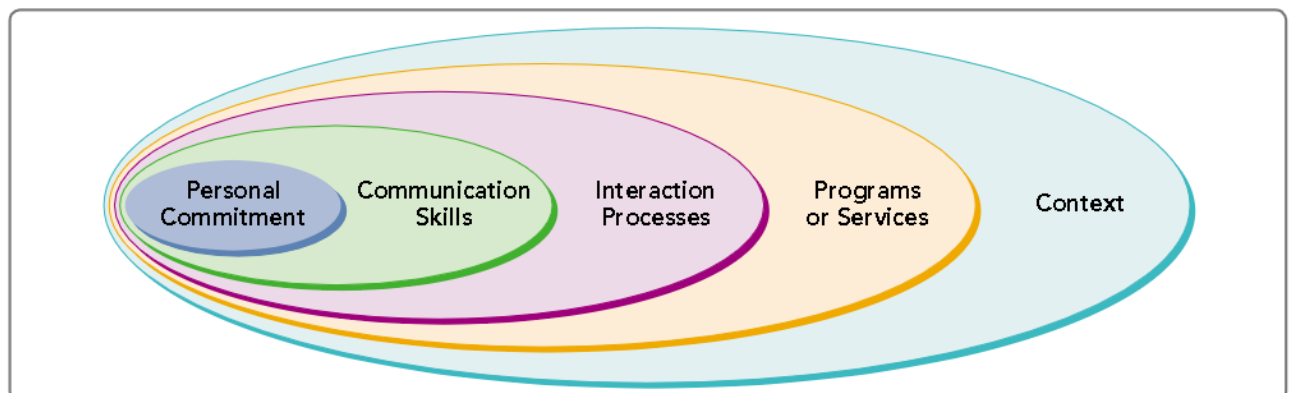 Personal
Commitment
Communication
Skills
Interaction
Processes
Programs
or Services
Context